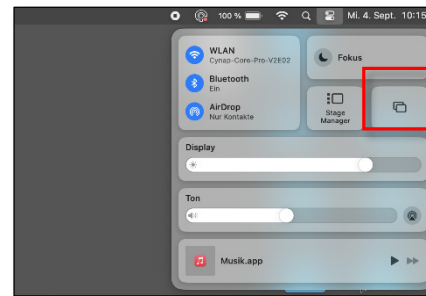 100 % Mi. 4. Sept. 10:15
WLAN
Cynap-Core-Pro-V2E02
Fokus
Bluetooth
Ein
AirDrop
Nur Kontakte
Stage
Manager
Display
Ton
Musik.app